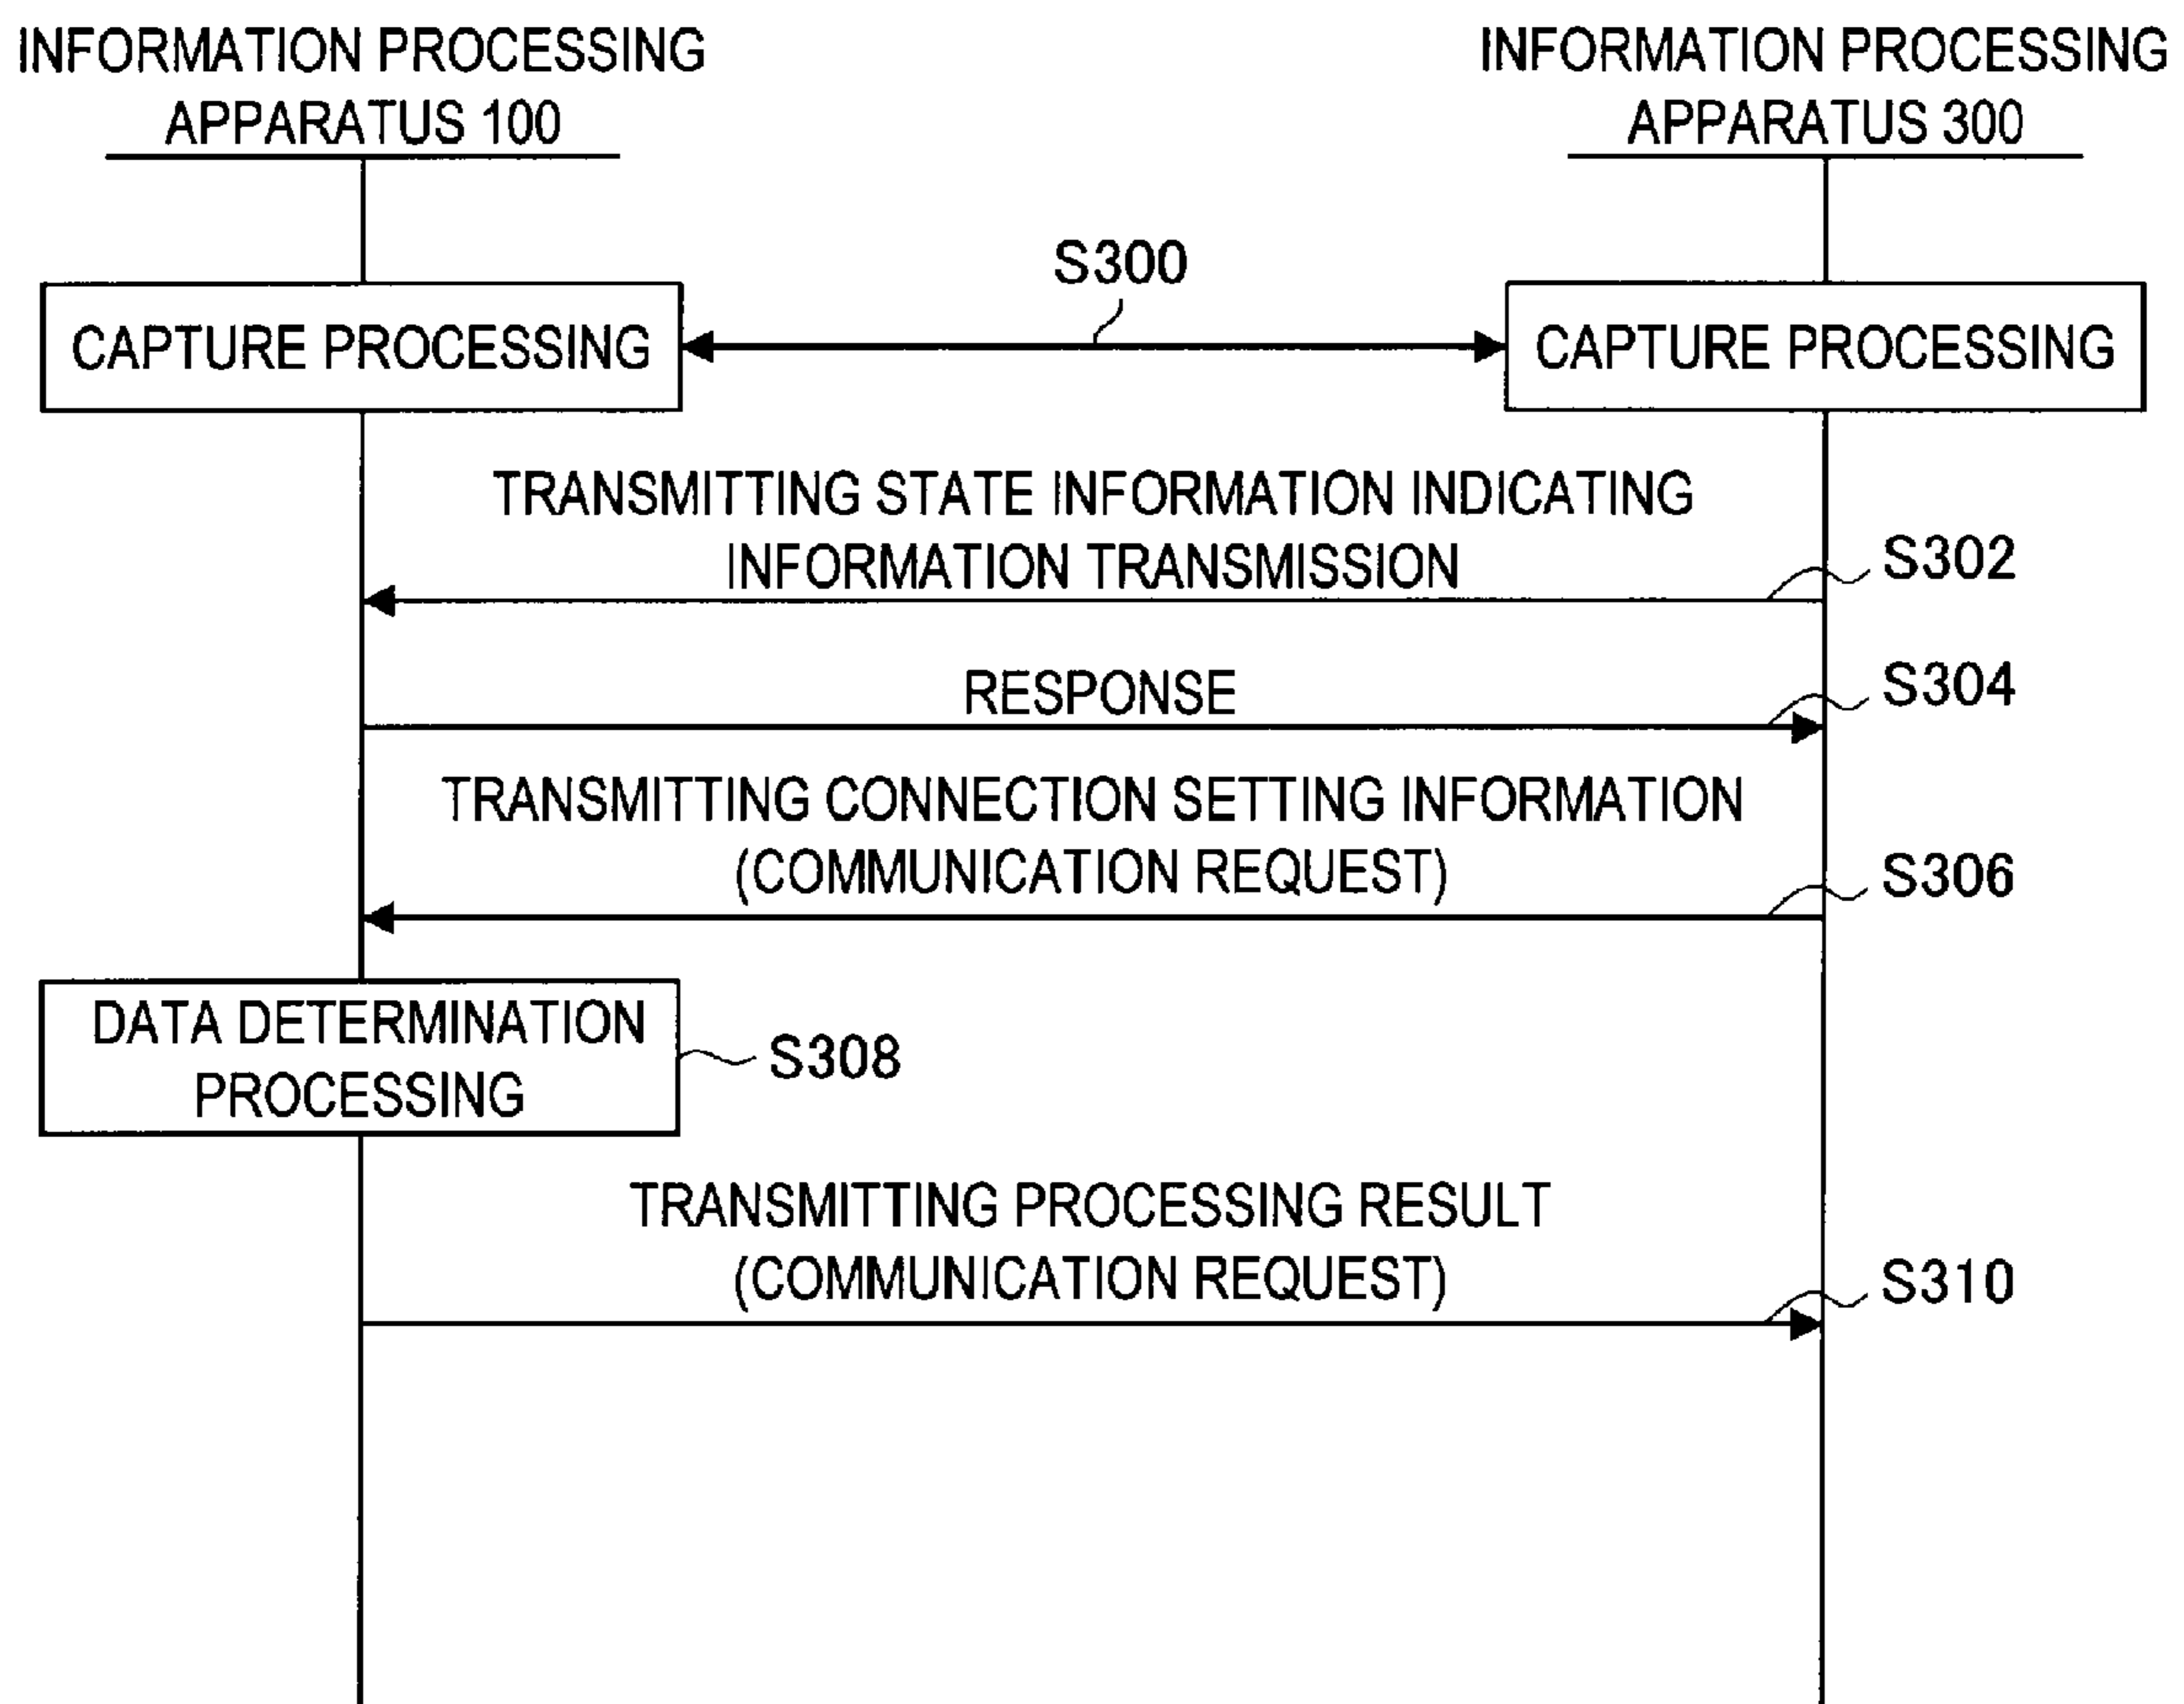 INFORMATION PROCESSING
APPARATUS 100
INFORMATION PROCESSING
APPARATUS 300
S300
CAPTURE PROCESSING
CAPTURE PROCESSING
TRANSMITTING STATE INFORMATION INDICATING
INFORMATION TRANSMISSION
S302
RESPONSE
S304
TRANSMITTING CONNECTION SETTING INFORMATION
(COMMUNICATION REQUEST)
S306
DATA DETERMINATION
PROCESSING
S308
TRANSMITTING PROCESSING RESULT
(COMMUNICATION REQUEST)
S310